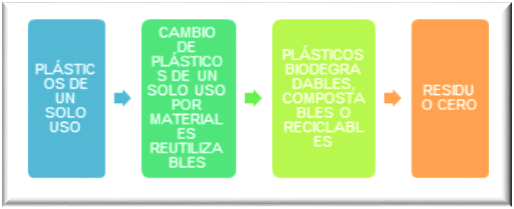 PLÁSTIC
OS DE
UN
SOLO
USO
CAMBIO
DE
PLÁSTICO
S DE UN
SOLO USO
POR
MATERIAL
ES
REUTILIZA
BLES
PLÁSTICOS
BIODEGRA
DABLES,
COMPOSTA
BLES O
RECICLABL
ES
RESIDU
O CERO